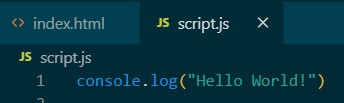 <> index.html JS script.js ×
JS script.js
1 console.log("Hello World!")
2